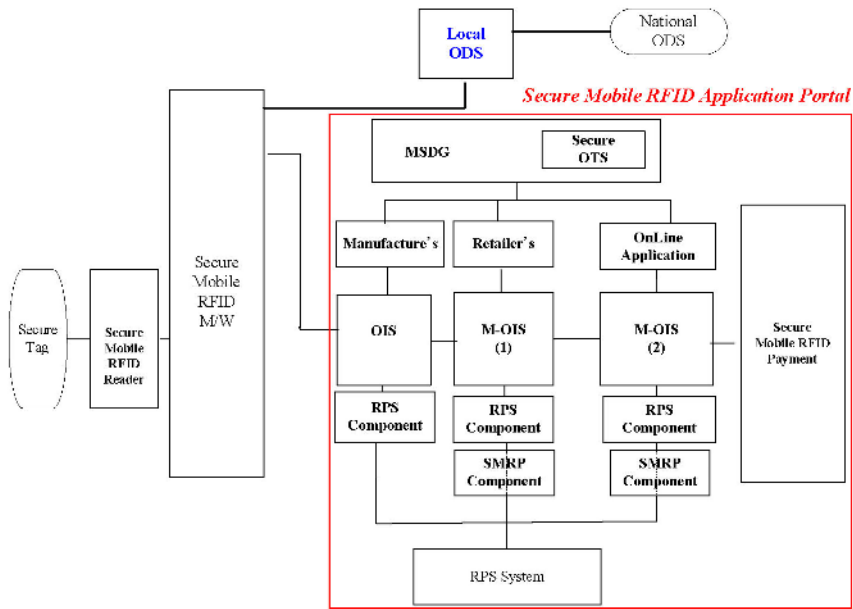 National
ODS
Local
ODS
Secure Mobile RFID Application Portal
MSDG
Secure
OTS
Manufacture's
Retailer's
OnLine
Application
Secure
Mobile
RFID
M/W
Secure
Tag
Secure
Mobile
RFID
Reader
OIS
M-OIS
(1)
M-OIS
(2)
Secure
Mobile RFID
Payment
RPS
Component
RPS
Component
RPS
Component
SMRP
Component
SMRP
Component
RPS System